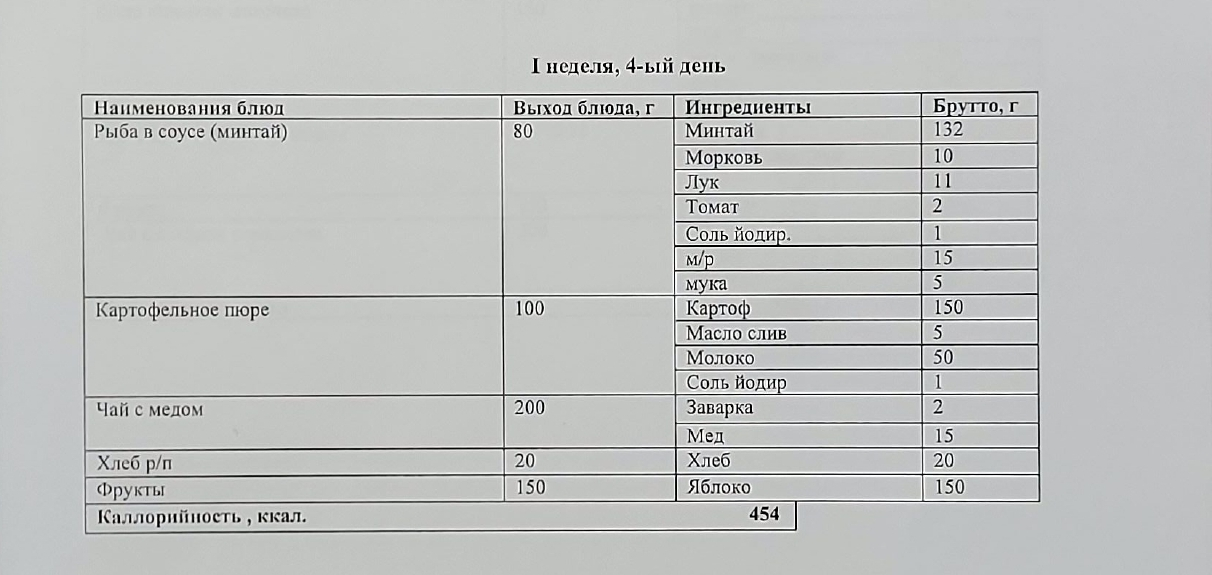 I неделя, 4-ый день
Наименования блюд Выход блюда, г Ингредиенты Брутто, г
Рыба в соусе (минтай) 80 Минтай 132
Морковь 10
Лук 11
Томат 2
Соль йодир. 1
м/р 15
мука 5
Картофельное пюре 100 Картоф 150
Масло слив 5
Молоко 50
Соль йодир 1
Чай с медом 200 Заварка 2
Мед 15
Хлеб р/п 20 Хлеб 20
Фрукты 150 Яблоко 150
Каллорийность , ккал. 454